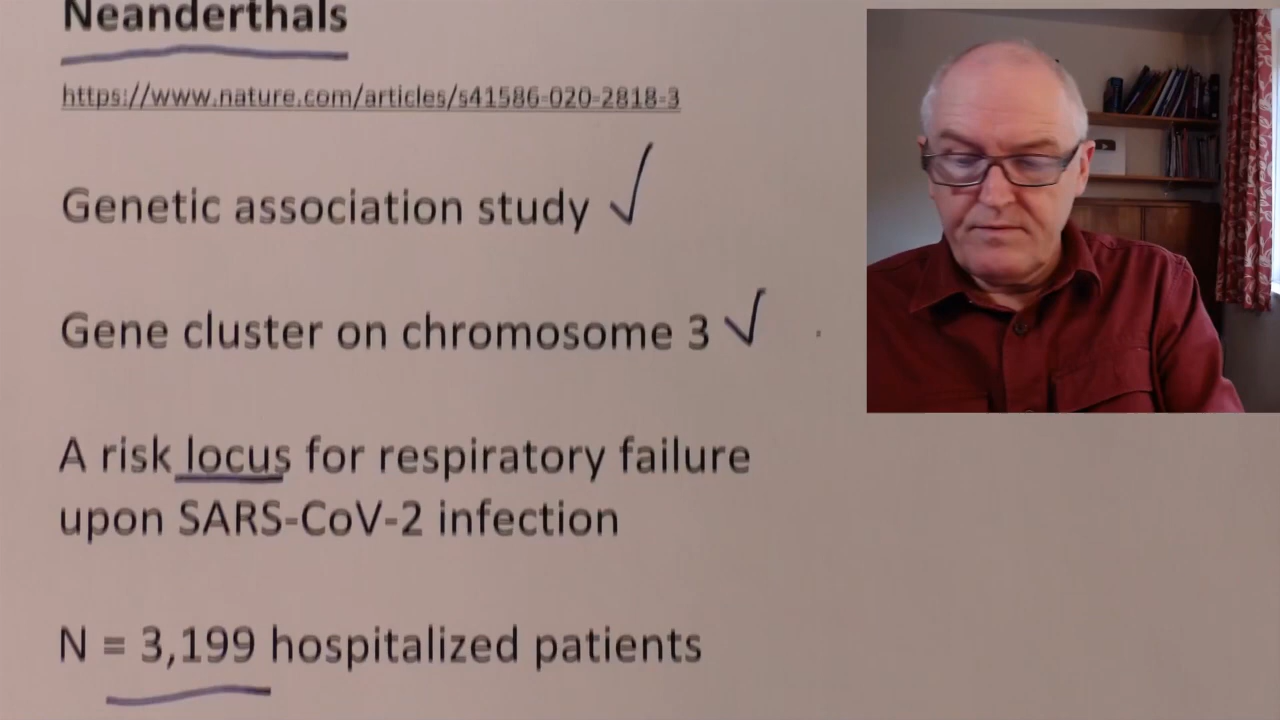 Neanderthals
https://www.nature.com/articles/s41586-020-2818-3
Genetic association study
Gene cluster on chromosome 3
A risk locus for respiratory failure
upon SARS-CoV-2 infection
N = 3,199 hospitalized patients